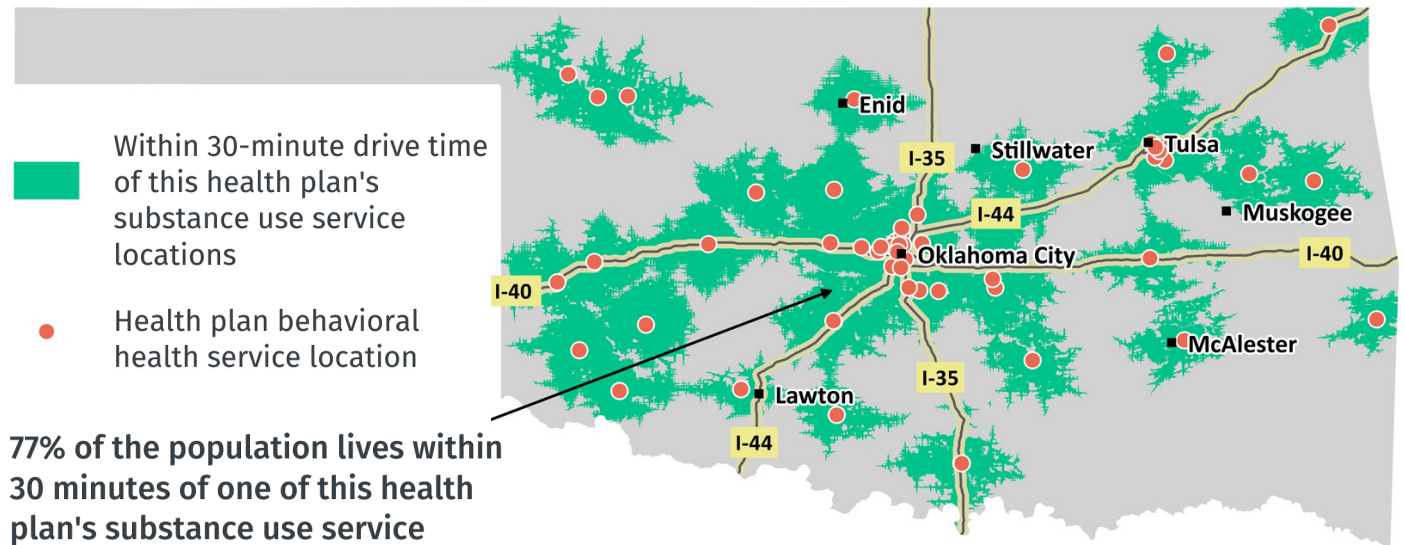 Within 30-minute drive time
of this health plan's
substance use service
locations
Health plan behavioral
health service location
77% of the population lives within
30 minutes of one of this health
plan's substance use service
Enid
I-35
Stillwater
Tulsa
I-44
Muskogee
Oklahoma City
I-40
I-40
McAlester
I-35
Lawton
I-44